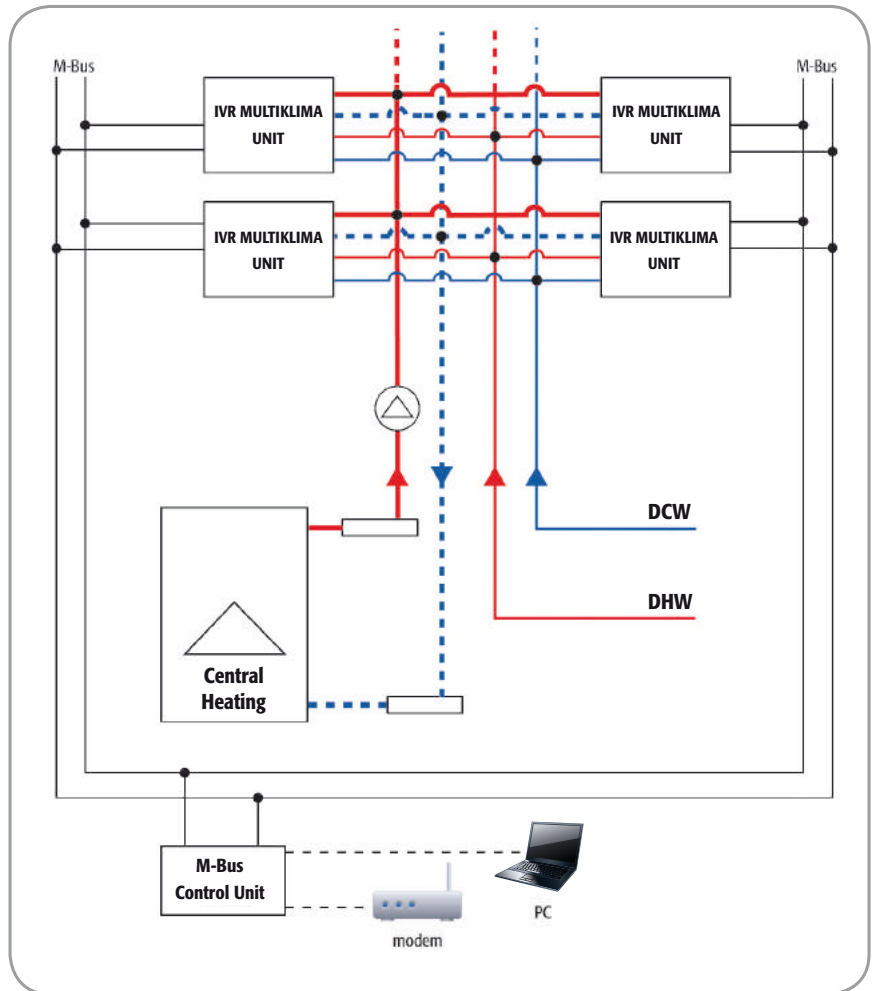 M-Bus
M-Bus
IVR MULTIKLIMA
UNIT
IVR MULTIKLIMA
UNIT
IVR MULTIKLIMA
UNIT
IVR MULTIKLIMA
UNIT
DCW
DHW
Central
Heating
M-Bus
Control Unit
modem
PC